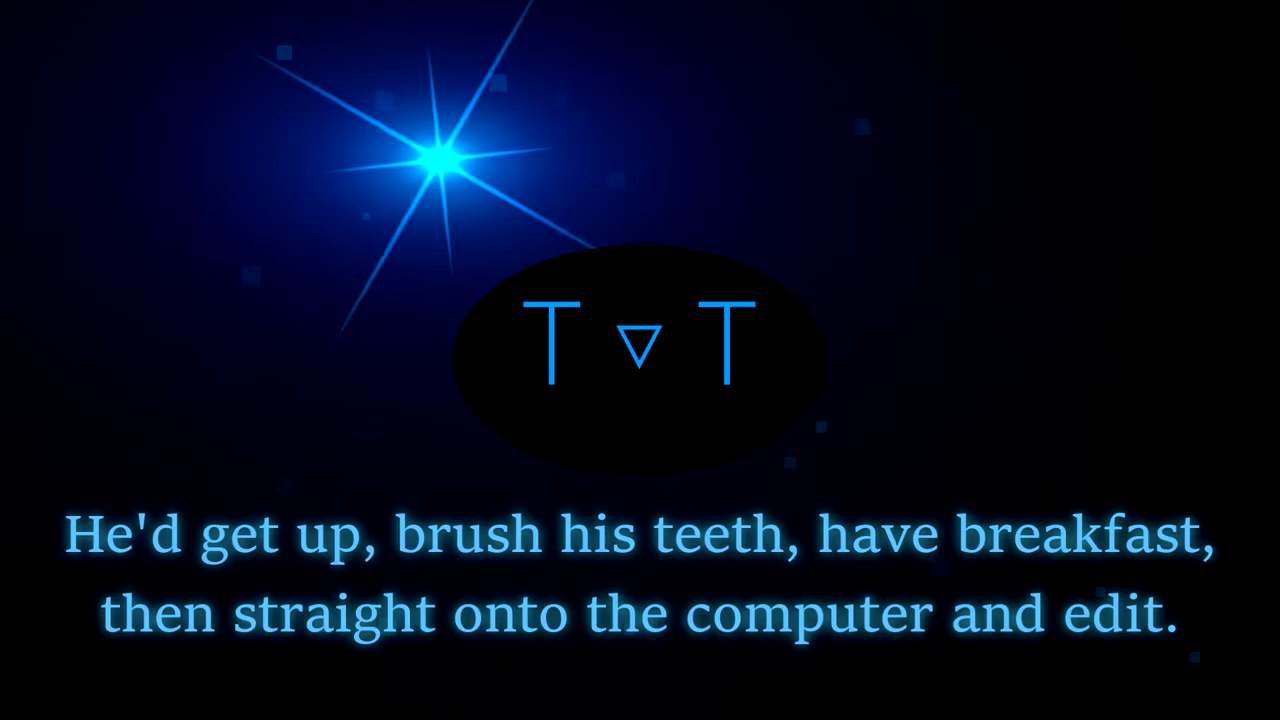 T ▽ T
He'd get up, brush his teeth, have breakfast,
then straight onto the computer and edit.